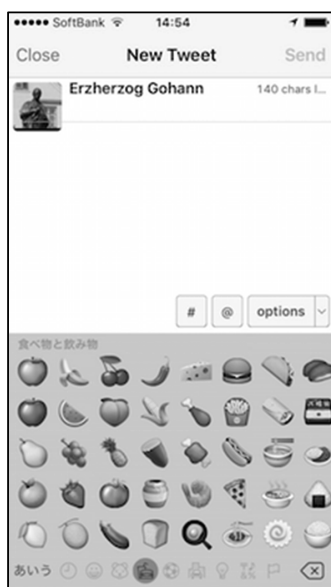 SoftBank 14:54
Close New Tweet Send
Erzherzog Gohann 140 chars l...
# @ options
食べ物と飲み物
あいう